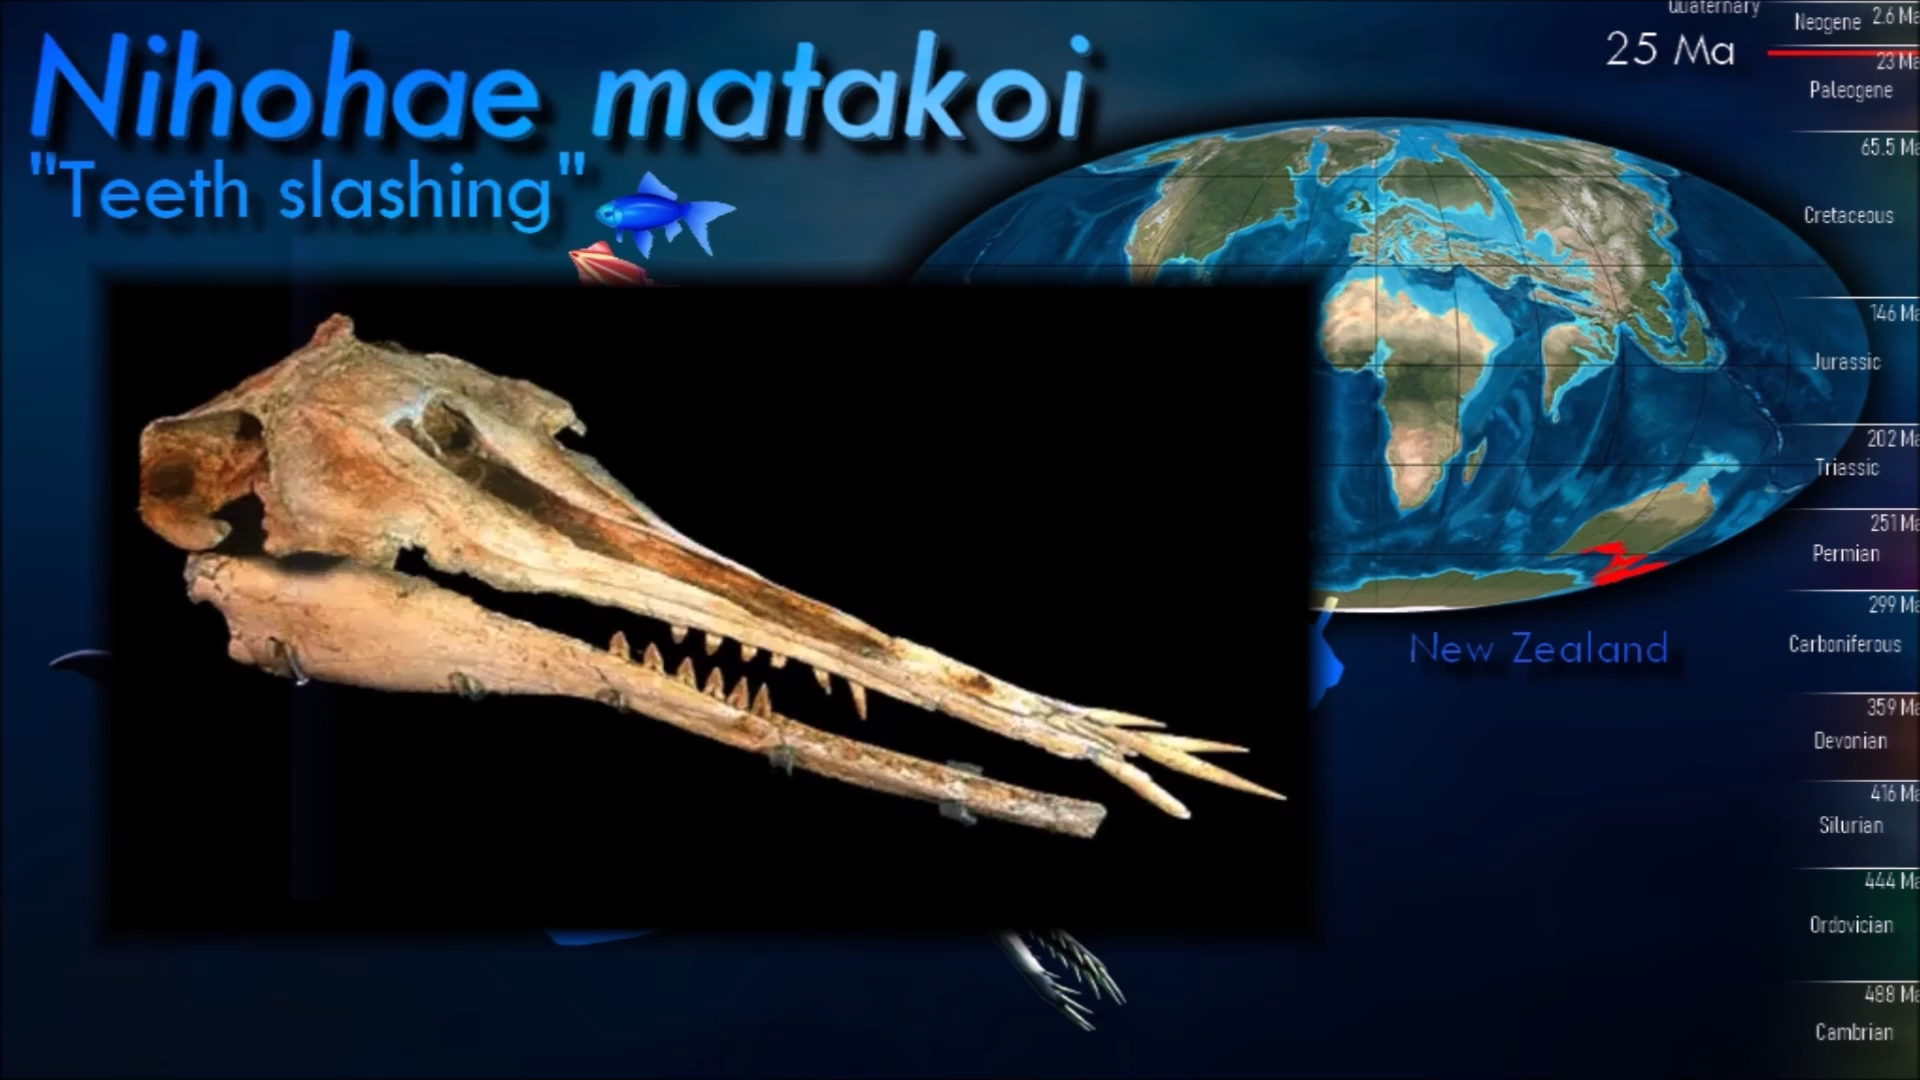 Nihohae matakoi
"Teeth slashing"
25 Ma
New Zealand
Quaternary
Neogene
2.6 Ma
23 Ma
Paleogene
65.5 Ma
Cretaceous
146 Ma
Jurassic
202 Ma
Triassic
251 Ma
Permian
299 Ma
Carboniferous
359 Ma
Devonian
416 Ma
Silurian
444 Ma
Ordovician
488 Ma
Cambrian